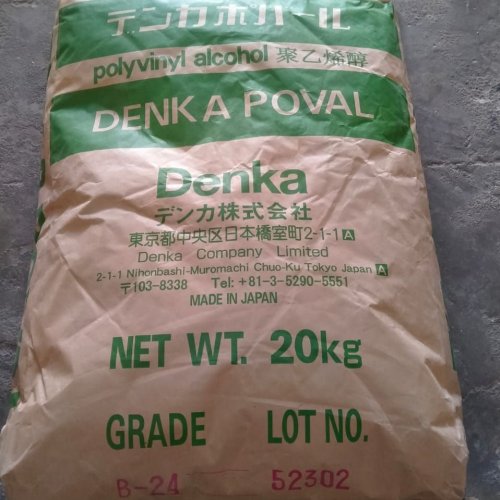 デンカポバール
polyvinyl alcohol 聚乙烯醇
DENKA POVAL
Denka
デンカ株式会社
東京都中央区日本橋室町2-1-1 A
Denka Company Limited
2-1-1 Nihonbashi-Muromachi Chuo-Ku Tokyo Japan A
〒103-8338 Tel: +81-3-5290-5551
MADE IN JAPAN
NET WT. 20kg
GRADE LOT NO.
B-24 52302